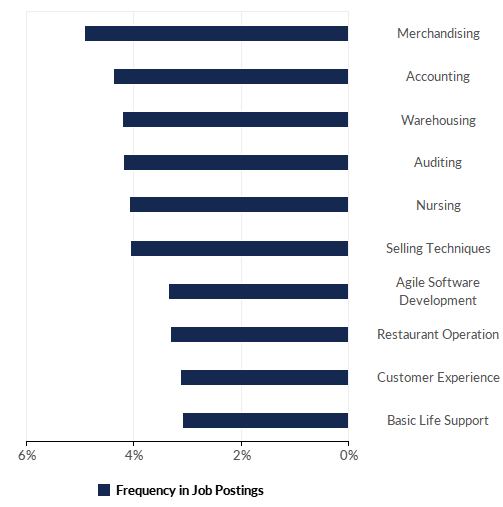 Merchandising
Accounting
Warehousing
Auditing
Nursing
Selling Techniques
Agile Software
Development
Restaurant Operation
Customer Experience
Basic Life Support
6% 4% 2% 0%
Frequency in Job Postings